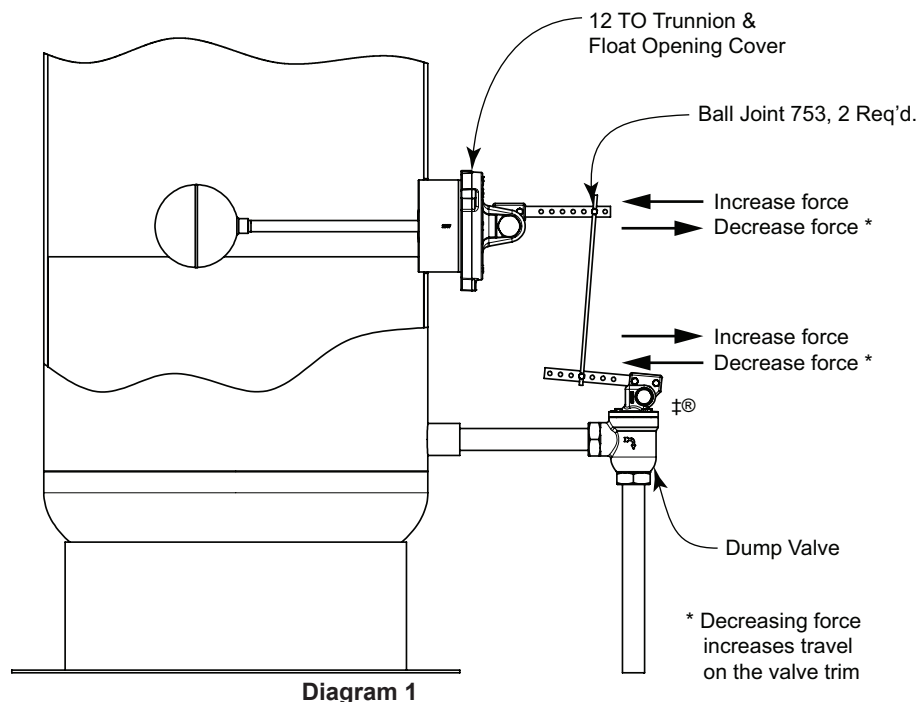 12 TO Trunnion &
Float Opening Cover
Ball Joint 753, 2 Req’d.
Increase force
Decrease force *
Increase force
Decrease force *
‡®
Dump Valve
* Decreasing force
increases travel
on the valve trim
Diagram 1